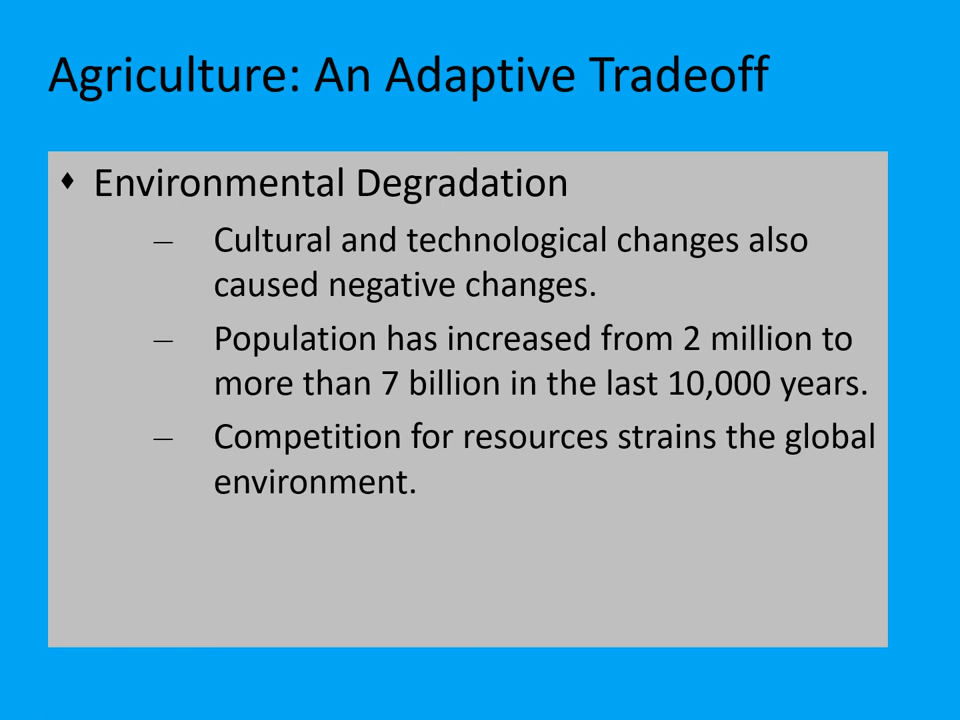 Agriculture: An Adaptive Tradeoff
♦ Environmental Degradation
– Cultural and technological changes also
caused negative changes.
– Population has increased from 2 million to
more than 7 billion in the last 10,000 years.
– Competition for resources strains the global
environment.